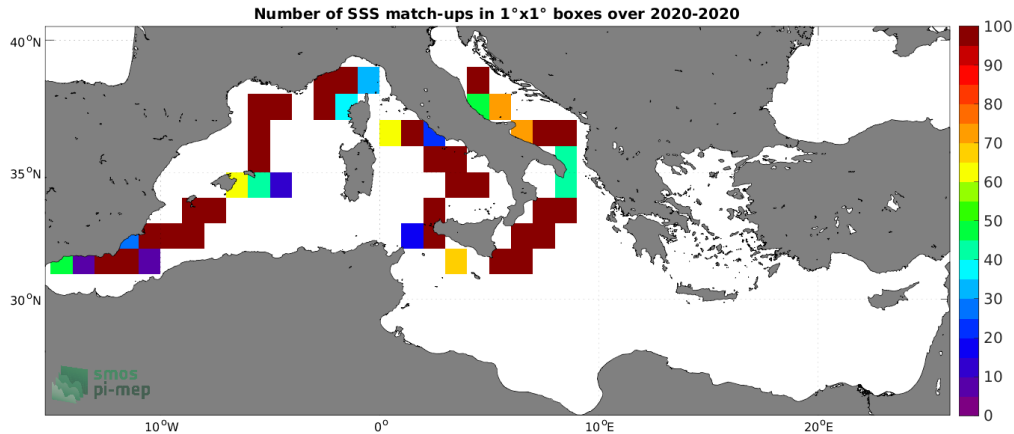 Number of SSS match-ups in 1°x1° boxes over 2020-2020
40°N
35°N
30°N
10°W
0°
10°E
20°E
100
90
80
70
60
50
40
30
20
10
0
smos
pi-mep